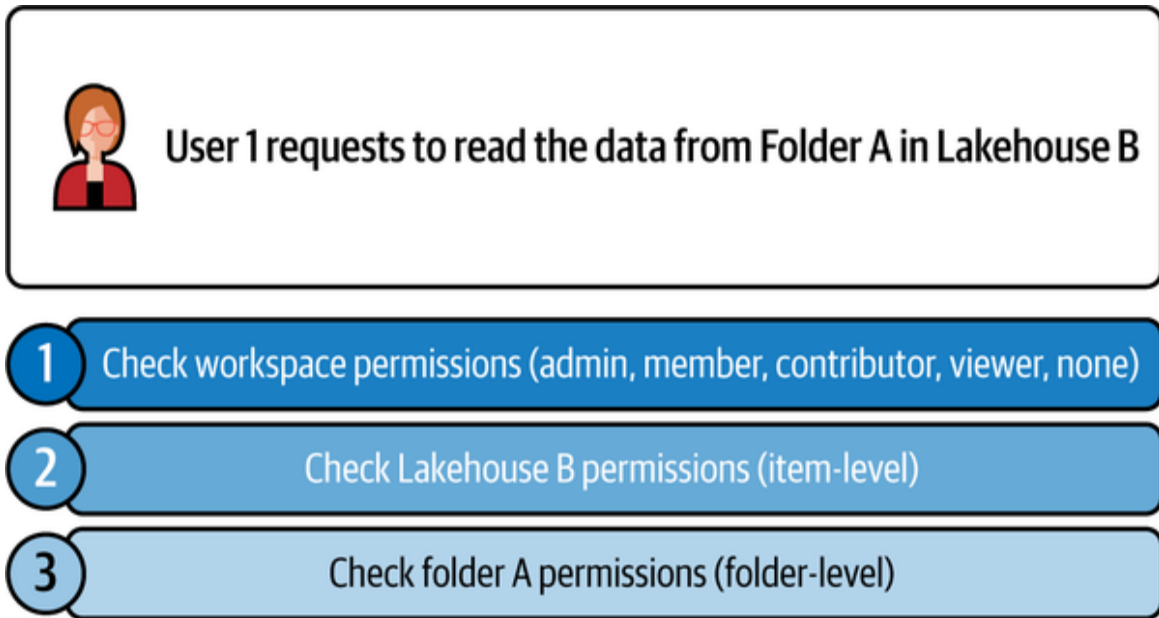 User 1 requests to read the data from Folder A in Lakehouse B
1 Check workspace permissions (admin, member, contributor, viewer, none)
2 Check Lakehouse B permissions (item-level)
3 Check folder A permissions (folder-level)